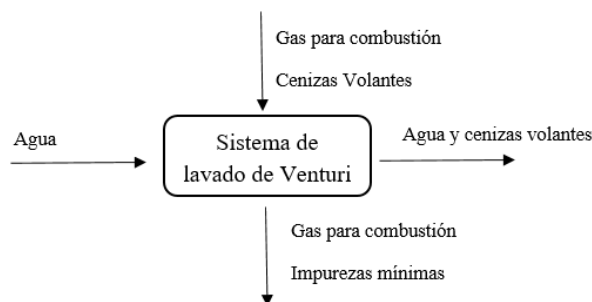 Gas para combustión
Cenizas Volantes
Agua
Sistema de
lavado de Venturi
Agua y cenizas volantes
Gas para combustión
Impurezas mínimas